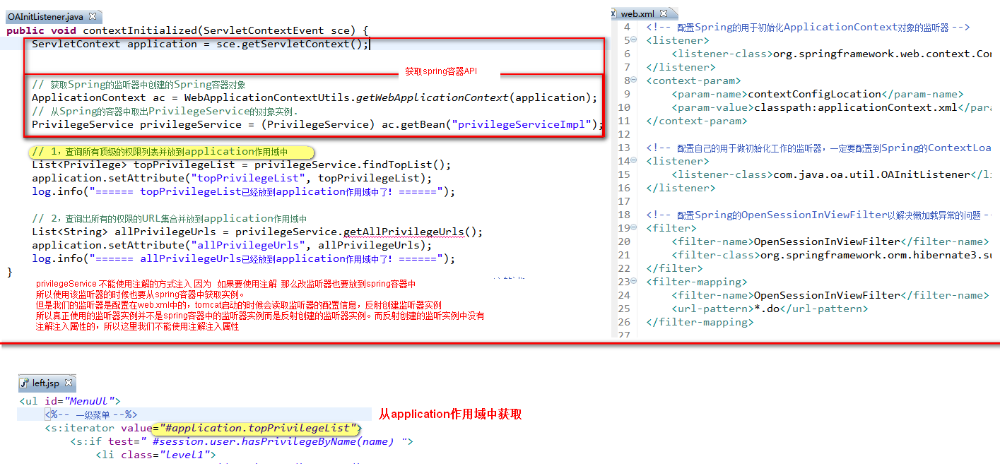 OAInitListener.java
public void contextInitialized(ServletContextEvent sce) {
ServletContext application = sce.getServletContext();
获取spring容器API
// 获取Spring的监听器中创建的Spring容器对象
ApplicationContext ac = WebApplicationContextUtils.getWebApplicationContext(application);
// 从Spring的容器中取出PrivilegeService的对象实例.
PrivilegeService privilegeService = (PrivilegeService) ac.getBean("privilegeServiceImpl");
// 1，查询所有顶级的权限列表并放到application作用域中
List<Privilege> topPrivilegeList = privilegeService.findTopList();
application.setAttribute("topPrivilegeList", topPrivilegeList);
log.info("====== topPrivilegeList已经放到application作用域中了! ======");
// 2，查询出所有的权限的URL集合并放到application作用域中
List<String> allPrivilegeUrls = privilegeService.getAllPrivilegeUrls();
application.setAttribute("allPrivilegeUrls", allPrivilegeUrls);
log.info("====== allPrivilegeUrls已经放到application作用域中了! ======");
}
privilegeService 不能使用注解的方式注入 因为 如果要使用注解 那么改监听器也要放到spring容器中
所以使用该监听器的时候也要从spring容器中获取实例。
但是我们的监听器是配置在web.xml中的，tomcat启动的时候会读取监听器的配置信息，反射创建监听器实例
所以真正使用的监听器实例并不是spring容器中的监听器实例而是反射创建的监听器实例。而反射创建的监听实例中没有
注解注入属性的，所以这里我们不能使用注解注入属性
web.xml
4 <!-- 配置Spring的用于初始化ApplicationContext对象的监听器 -->
5 <listener>
6 <listener-class>org.springframework.web.context.Co
7 </listener>
8 <context-param>
9 <param-name>contextConfigLocation</param-name>
10 <param-value>classpath:applicationContext.xml</para
11 </context-param>
12
13 <!-- 配置自己的用于做初始化工作的监听器，一定要配置到Spring的ContextLoa
14 <listener>
15 <listener-class>com.java.oa.util.OAInitListener</li
16 </listener>
17
18 <!-- 配置Spring的OpenSessionInViewFilter以解决懒加载异常的问题 -
19 <filter>
20 <filter-name>OpenSessionInViewFilter</filter-name>
21 <filter-class>org.springframework.orm.hibernate3.su
22 </filter>
23 <filter-mapping>
24 <filter-name>OpenSessionInViewFilter</filter-name>
25 <url-pattern>*.do</url-pattern>
26 </filter-mapping>
27
left.jsp
<ul id="MenuUl">
<%-- 一级菜单 --%>
从application作用域中获取
<s:iterator value="#application.topPrivilegeList">
<s:if test=" #session.user.hasPrivilegeByName(name) ">
<li class="level1">